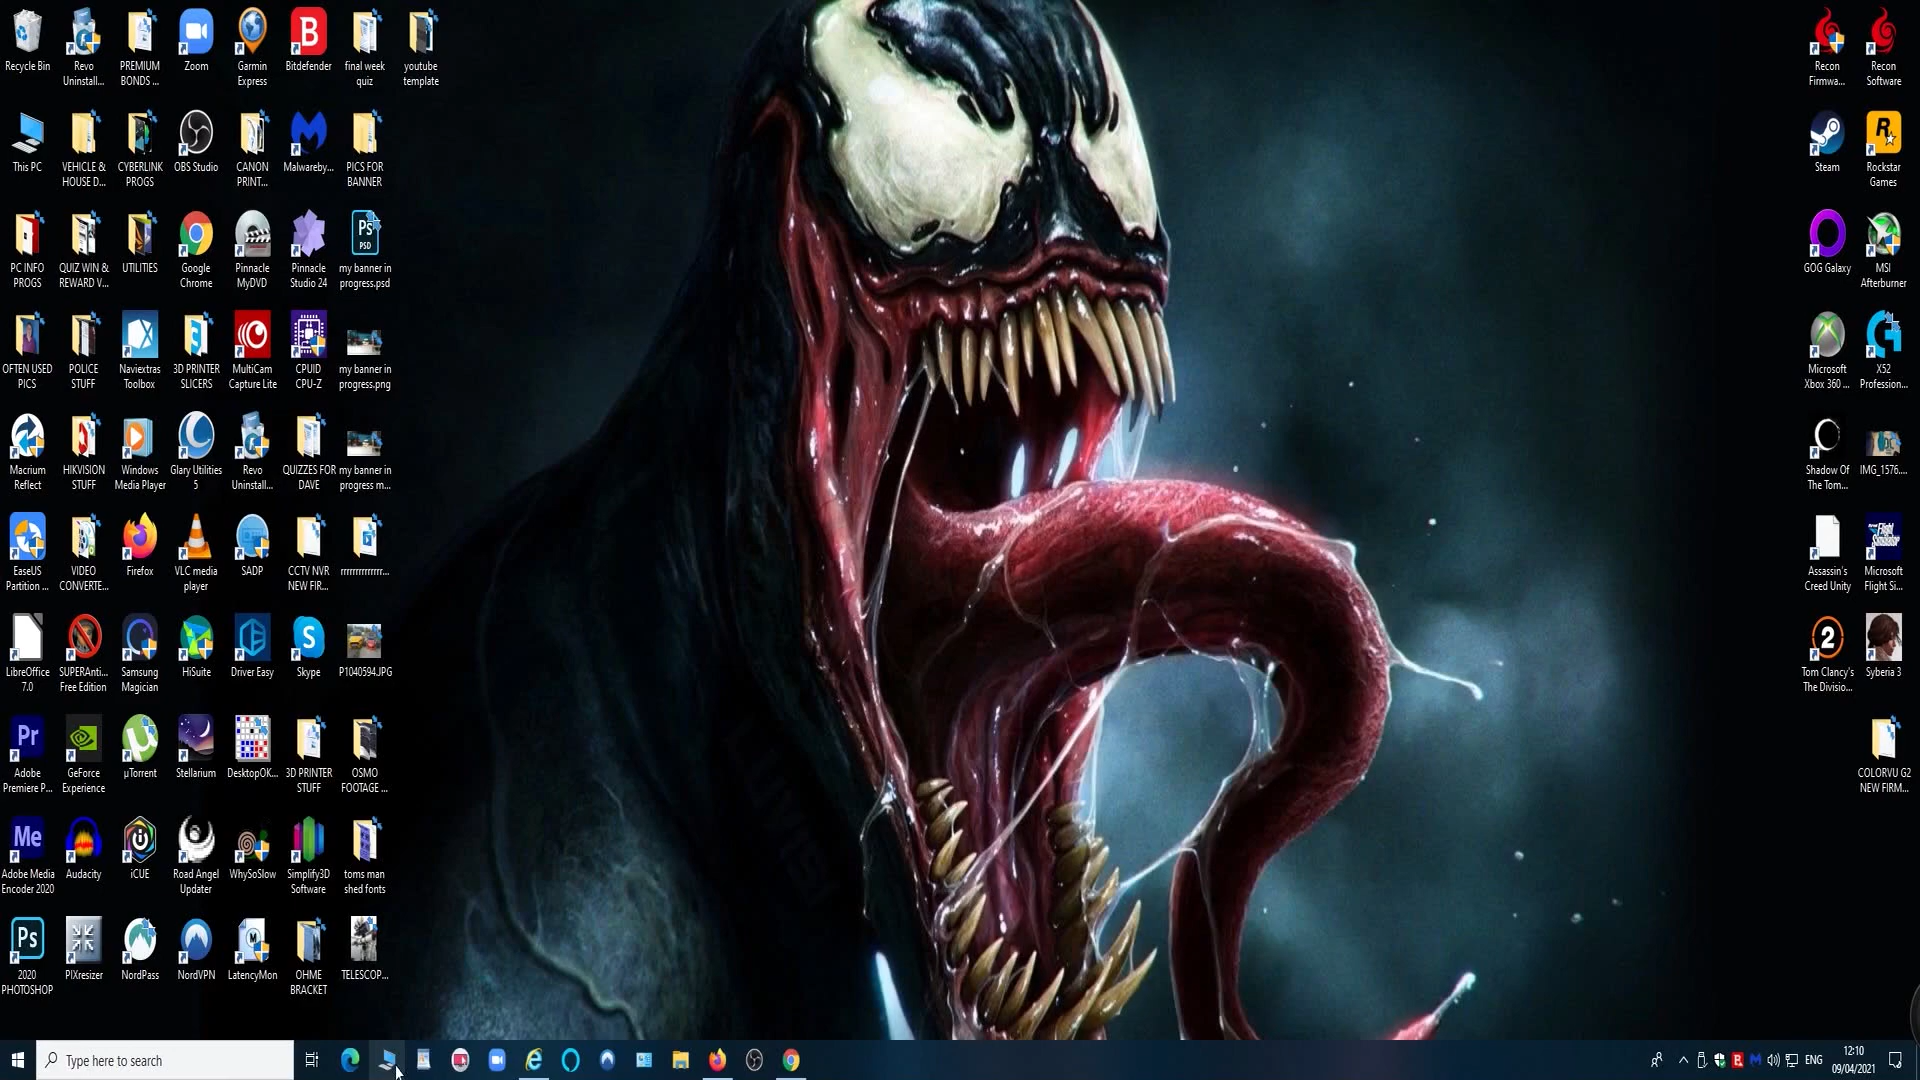 Recycle Bin
Revo
Uninstall...
PREMIUM
BONDS ...
Zoom
Garmin
Express
B
Bitdefender
final week
quiz
youtube
template
This PC
VEHICLE &
HOUSE D...
CYBERLINK
PROGS
OBS Studio
CANON
PRINT...
Malwareby...
PICS FOR
BANNER
PC INFO
PROGS
QUIZ WIN &
REWARD V...
UTILITIES
Google
Chrome
Pinnacle
MyDVD
Pinnacle
Studio 24
Ps
PSD
my banner in
progress.psd
OFTEN USED
PICS
POLICE
STUFF
Naviextras
Toolbox
3D PRINTER
SLICERS
MultiCam
Capture Lite
CPUID
CPU-Z
my banner in
progress.png
Macrium
Reflect
HIKVISION
STUFF
Windows
Media Player
Glary Utilities
5
Revo
Uninstall...
QUIZZES FOR
DAVE
my banner in
progress m...
EaseUS
Partition ...
VIDEO
CONVERTE...
Firefox
VLC media
player
SADP
CCTV NVR
NEW FIR...
rrrrrrrrrrrrrr...
LibreOffice
7.0
SUPERAnti...
Free Edition
Samsung
Magician
HiSuite
Driver Easy
S
Skype
P1040594.JPG
Pr
Adobe
Premiere P...
GeForce
Experience
µTorrent
Stellarium
DesktopOK...
3D PRINTER
STUFF
OSMO
FOOTAGE ...
Me
Adobe Media
Encoder 2020
Audacity
iCUE
Road Angel
Updater
WhySoSlow
Simplify3D
Software
toms man
shed fonts
Ps
2020
PHOTOSHOP
PIXresizer
NordPass
NordVPN
LatencyMon
OHME
BRACKET
TELESCOP...
Recon
Firmwa...
Recon
Software
Steam
R
Rockstar
Games
GOG Galaxy
MSI
Afterburner
Microsoft
Xbox 360 ...
X52
Profession...
Shadow Of
The Tom...
IMG_1576....
Assassin's
Creed Unity
Microsoft
Flight Si...
2
Tom Clancy's
The Divisio...
Syberia 3
COLORVU G2
NEW FIRM...
Type here to search
ENG
12:10
09/04/2021